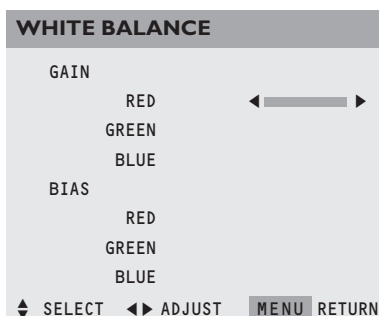 WHITE BALANCE
GAIN
RED
GREEN
BLUE
BIAS
RED
GREEN
BLUE
SELECT ADJUST MENU RETURN